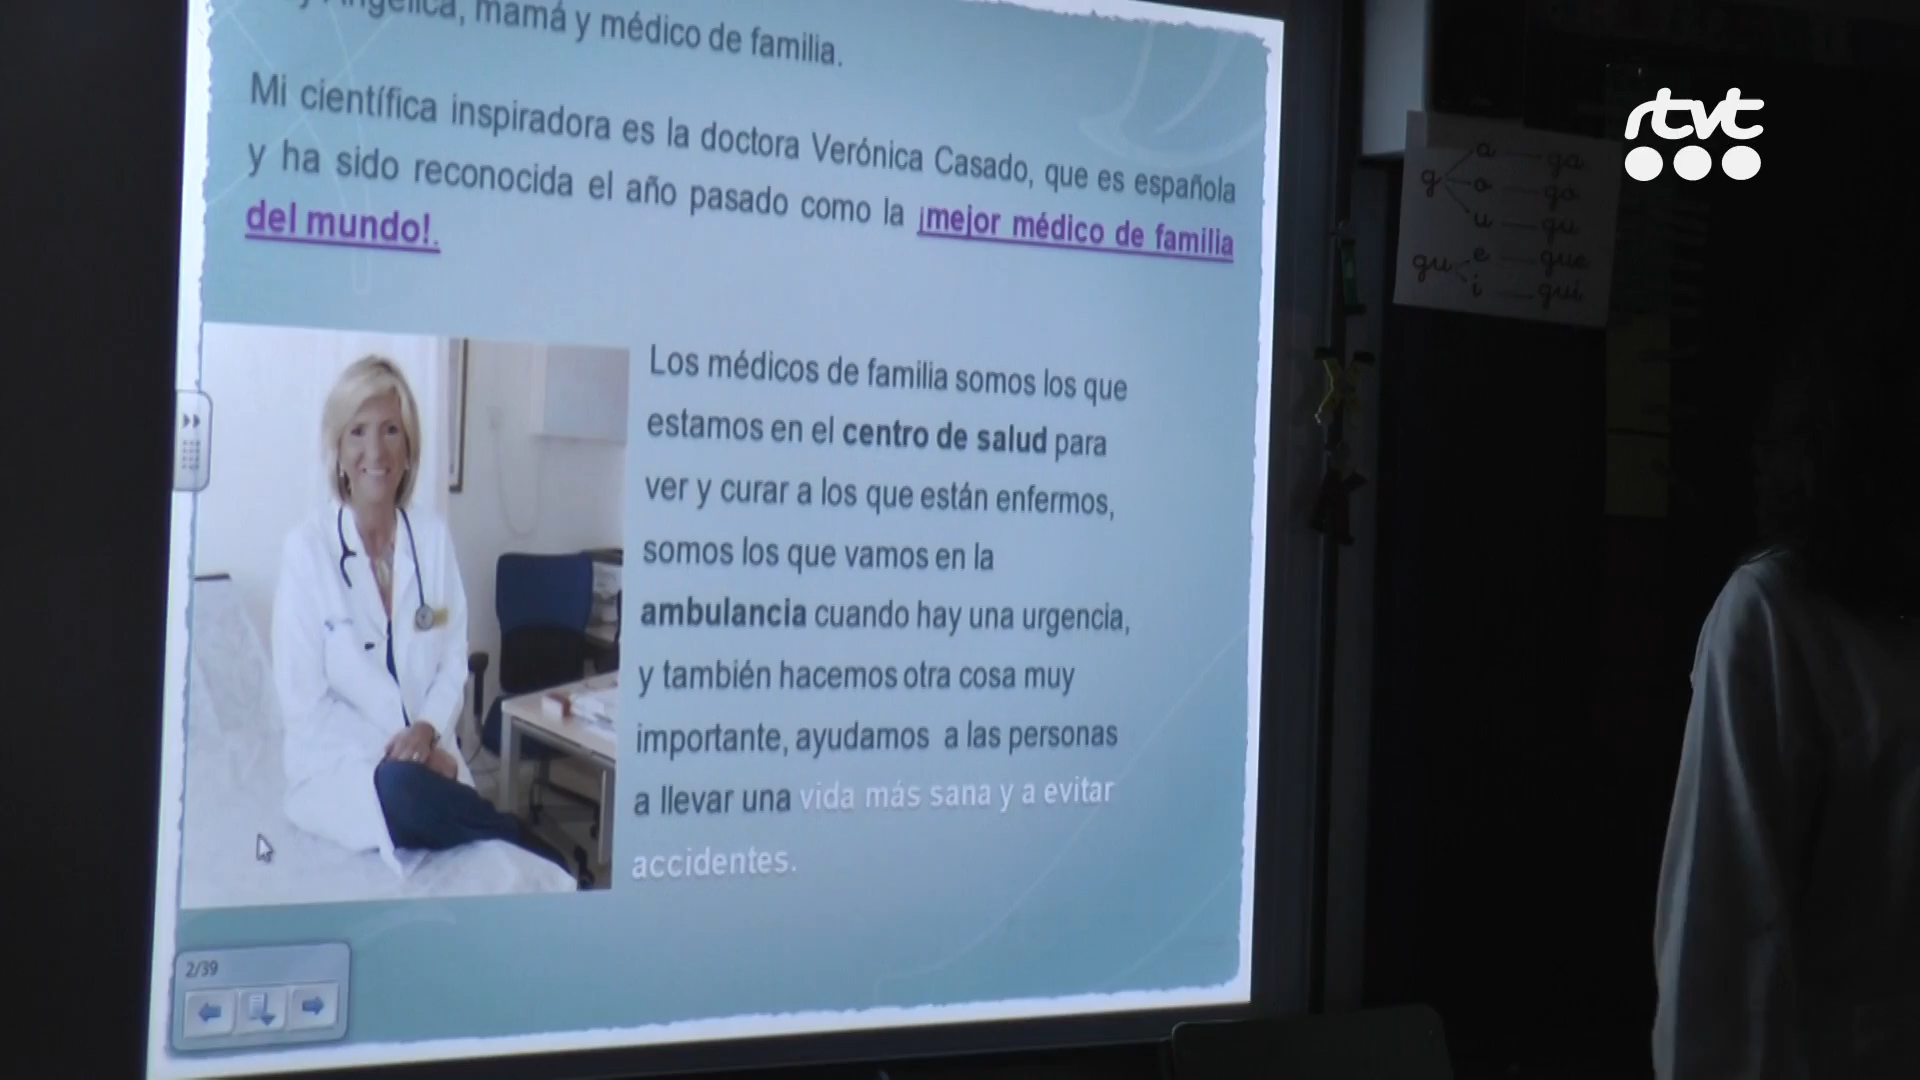 Angélica, mamá y médico de familia.
Mi científica inspiradora es la doctora Verónica Casado, que es española
y ha sido reconocida el año pasado como la ¡mejor médico de familia
del mundo!.
Los médicos de familia somos los que
estamos en el centro de salud para
ver y curar a los que están enfermos,
somos los que vamos en la
ambulancia cuando hay una urgencia,
y también hacemos otra cosa muy
importante, ayudamos a las personas
a llevar una vida más sana y a evitar
accidentes.
2/39
rtvt
g a ga
o go
u gu
gu e gue
i gui